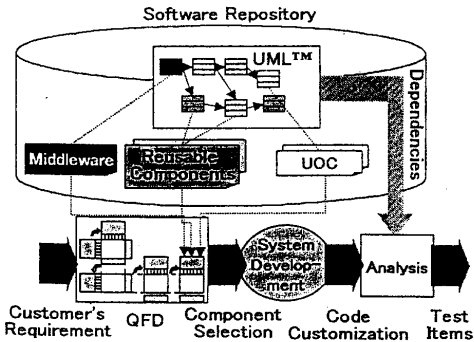 Software Repository
UML™
Dependencies
Middleware
Reusable
Components
UOC
System
Develop-
ment
Analysis
Customer's
Requirement
QFD
Component
Selection
Code
Customization
Test
Items